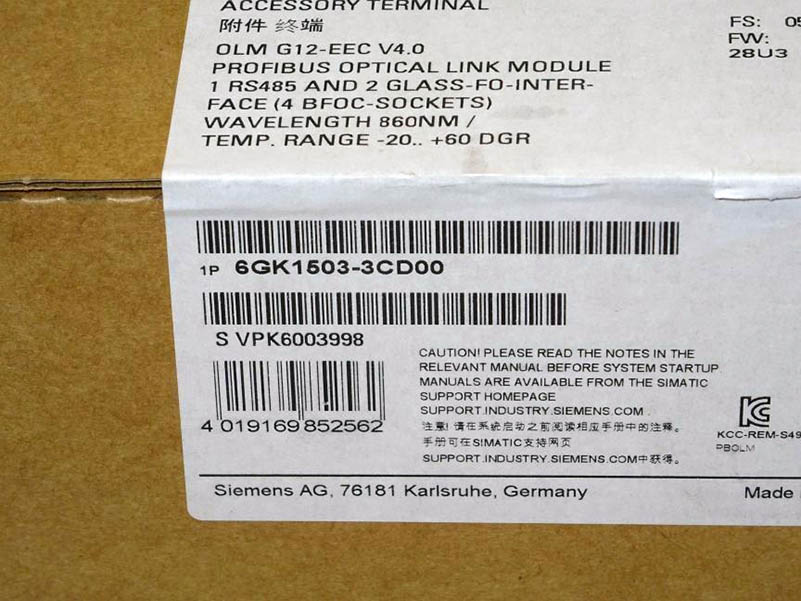 ACCESSORY TERMINAL
附件 终端
OLM G12-EEC V4.0
PROFIBUS OPTICAL LINK MODULE
1 RS485 AND 2 GLASS-FO-INTER-
FACE (4 BFOC-SOCKETS)
WAVELENGTH 860NM /
TEMP. RANGE -20.. +60 DGR
FS: 05
FW:
28U3
1P 6GK1503-3CD00
S VPK6003998
4 019169 852562
CAUTION! PLEASE READ THE NOTES IN THE
RELEVANT MANUAL BEFORE SYSTEM STARTUP
MANUALS ARE AVAILABLE FROM THE SIMATIC
SUPPORT HOMEPAGE
SUPPORT.INDUSTRY.SIEMENS.COM .
注意! 请在系统启动之前阅读相应手册中的注释。
手册可在SIMATIC支持网页
SUPPORT.INDUSTRY.SIEMENS.COM中获得。
KCC-REM-S49
PBOLM
Siemens AG, 76181 Karlsruhe, Germany
Made